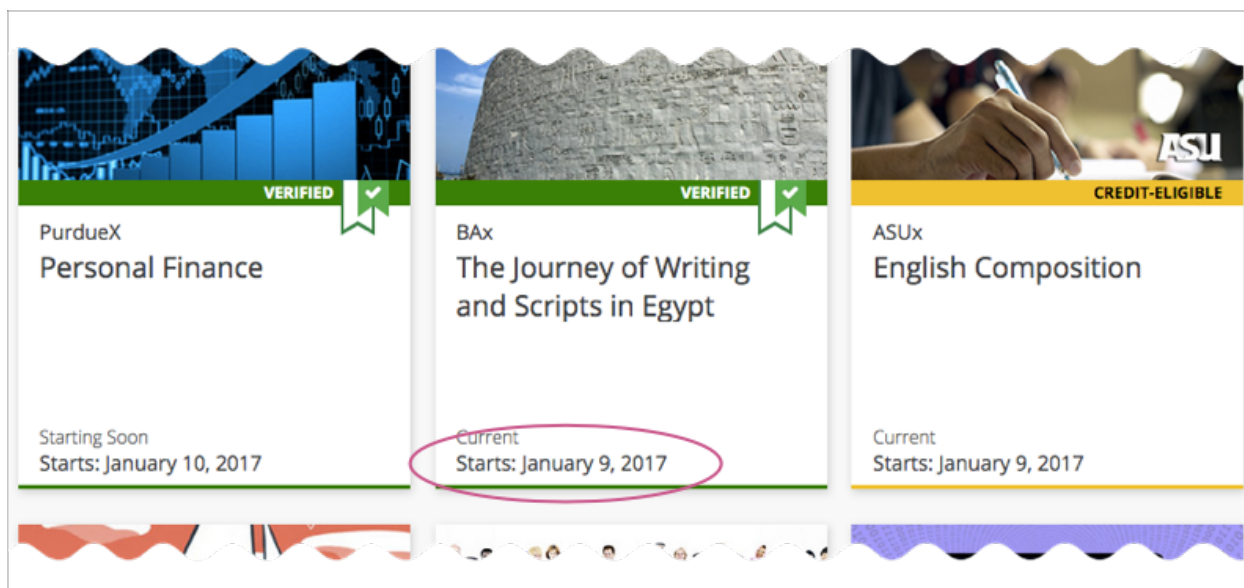 VERIFIED
PurdueX
Personal Finance
Starting Soon
Starts: January 10, 2017
VERIFIED
BAx
The Journey of Writing
and Scripts in Egypt
Current
Starts: January 9, 2017
ASU
CREDIT-ELIGIBLE
ASUx
English Composition
Current
Starts: January 9, 2017